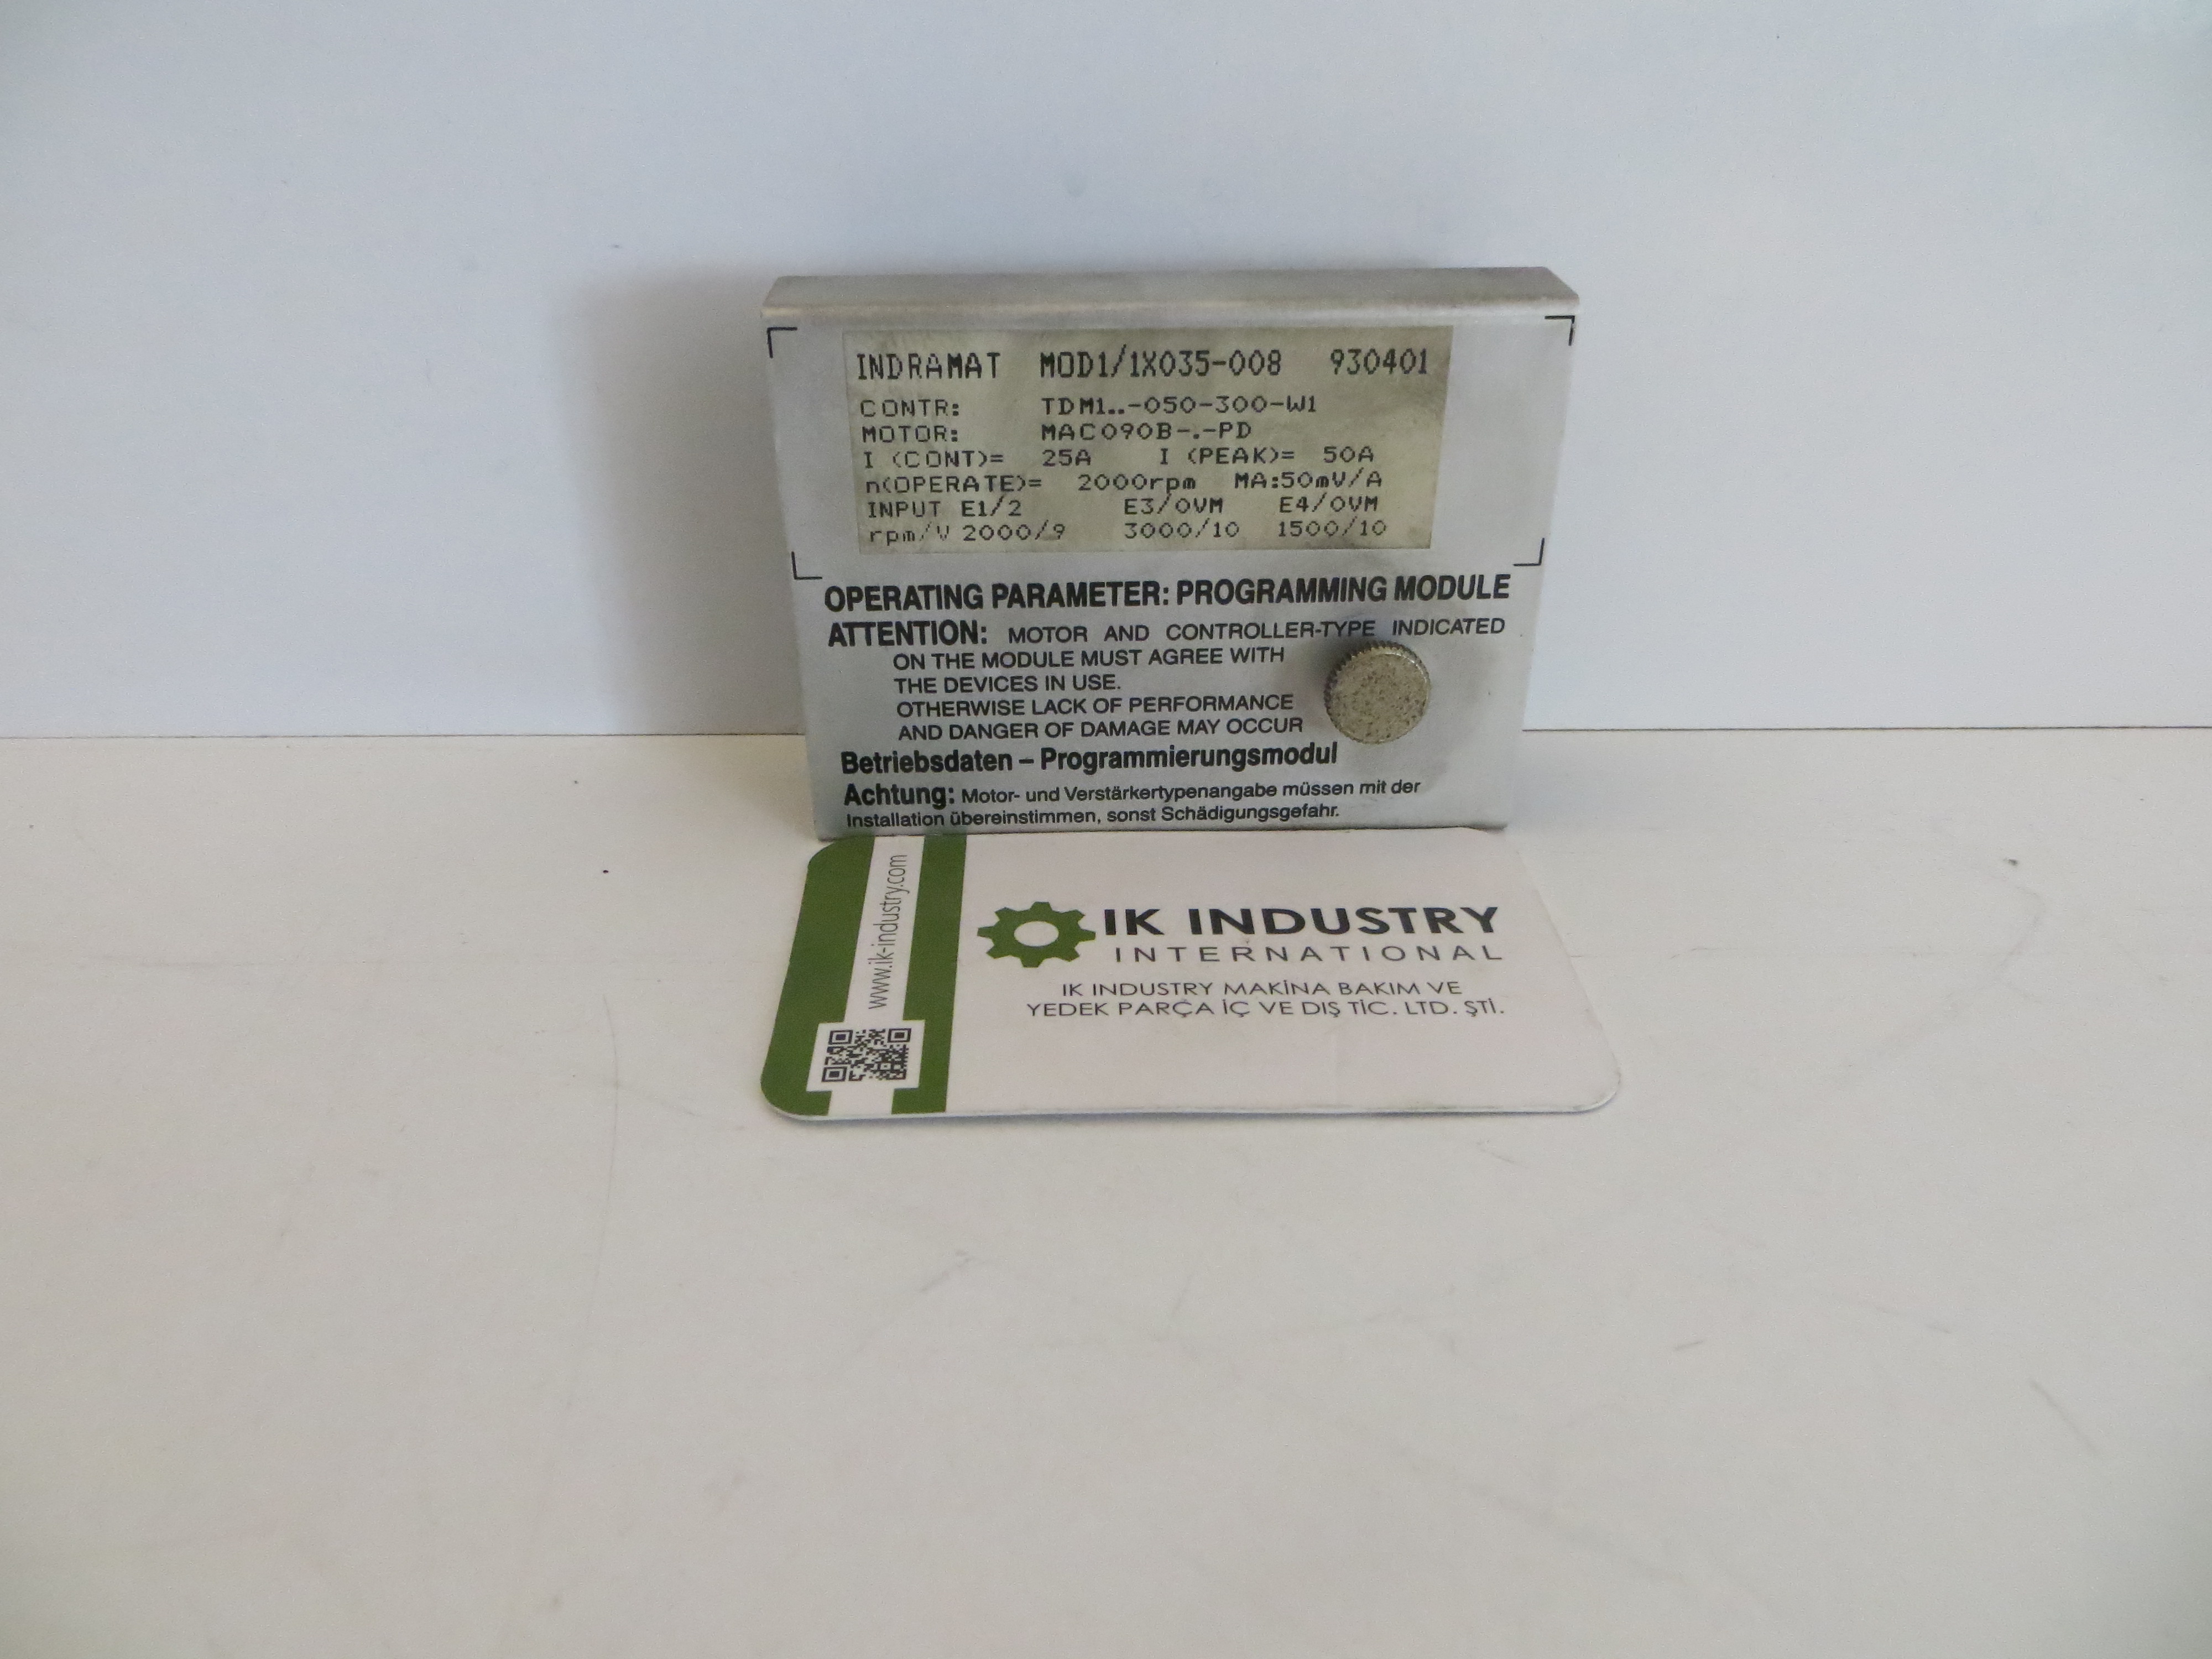 INDRAMAT MOD1/1X035-008 930401
CONTR: TDM1..-050-300-W1
MOTOR: MAC090B-.-PD
I (CONT)= 25A I (PEAK)= 50A
n(OPERATE)= 2000rpm MA:50mV/A
INPUT E1/2 E3/0VM E4/0VM
rpm/V 2000/9 3000/10 1500/10
OPERATING PARAMETER: PROGRAMMING MODULE
ATTENTION: MOTOR AND CONTROLLER-TYPE INDICATED
ON THE MODULE MUST AGREE WITH
THE DEVICES IN USE.
OTHERWISE LACK OF PERFORMANCE
AND DANGER OF DAMAGE MAY OCCUR
Betriebsdaten – Programmierungsmodul
Achtung: Motor- und Verstärkertypenangabe müssen mit der
Installation übereinstimmen, sonst Schädigungsgefahr.
www.ik-industry.com
IK INDUSTRY
INTERNATIONAL
IK INDUSTRY MAKİNA BAKIM VE
YEDEK PARÇA İÇ VE DIŞ TİC. LTD. ŞTİ.